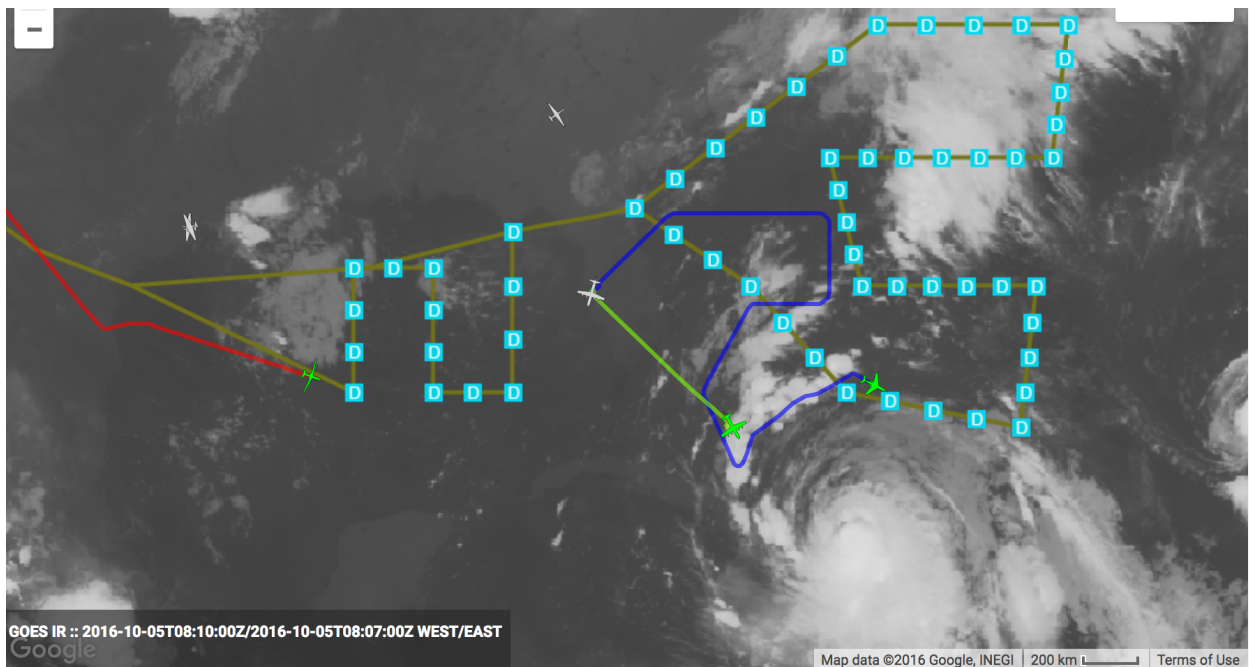 D D D D D
D D
D D
D D
D
D D D D D D D
D D
D D
D D
D D
D D D
D D D D D D D D
D D
D D
D
D D D D
D D D D D D
D
D
D
D
GOES IR :: 2016-10-05T08:10:00Z/2016-10-05T08:07:00Z WEST/EAST
Google
Map data ©2016 Google, INEGI 200 km Terms of Use